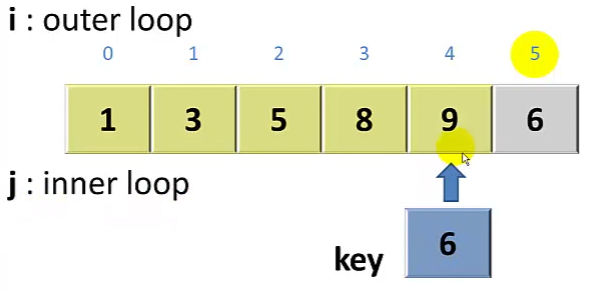 i : outer loop
0 1 2 3 4 5
1 3 5 8 9 6
j : inner loop
key 6